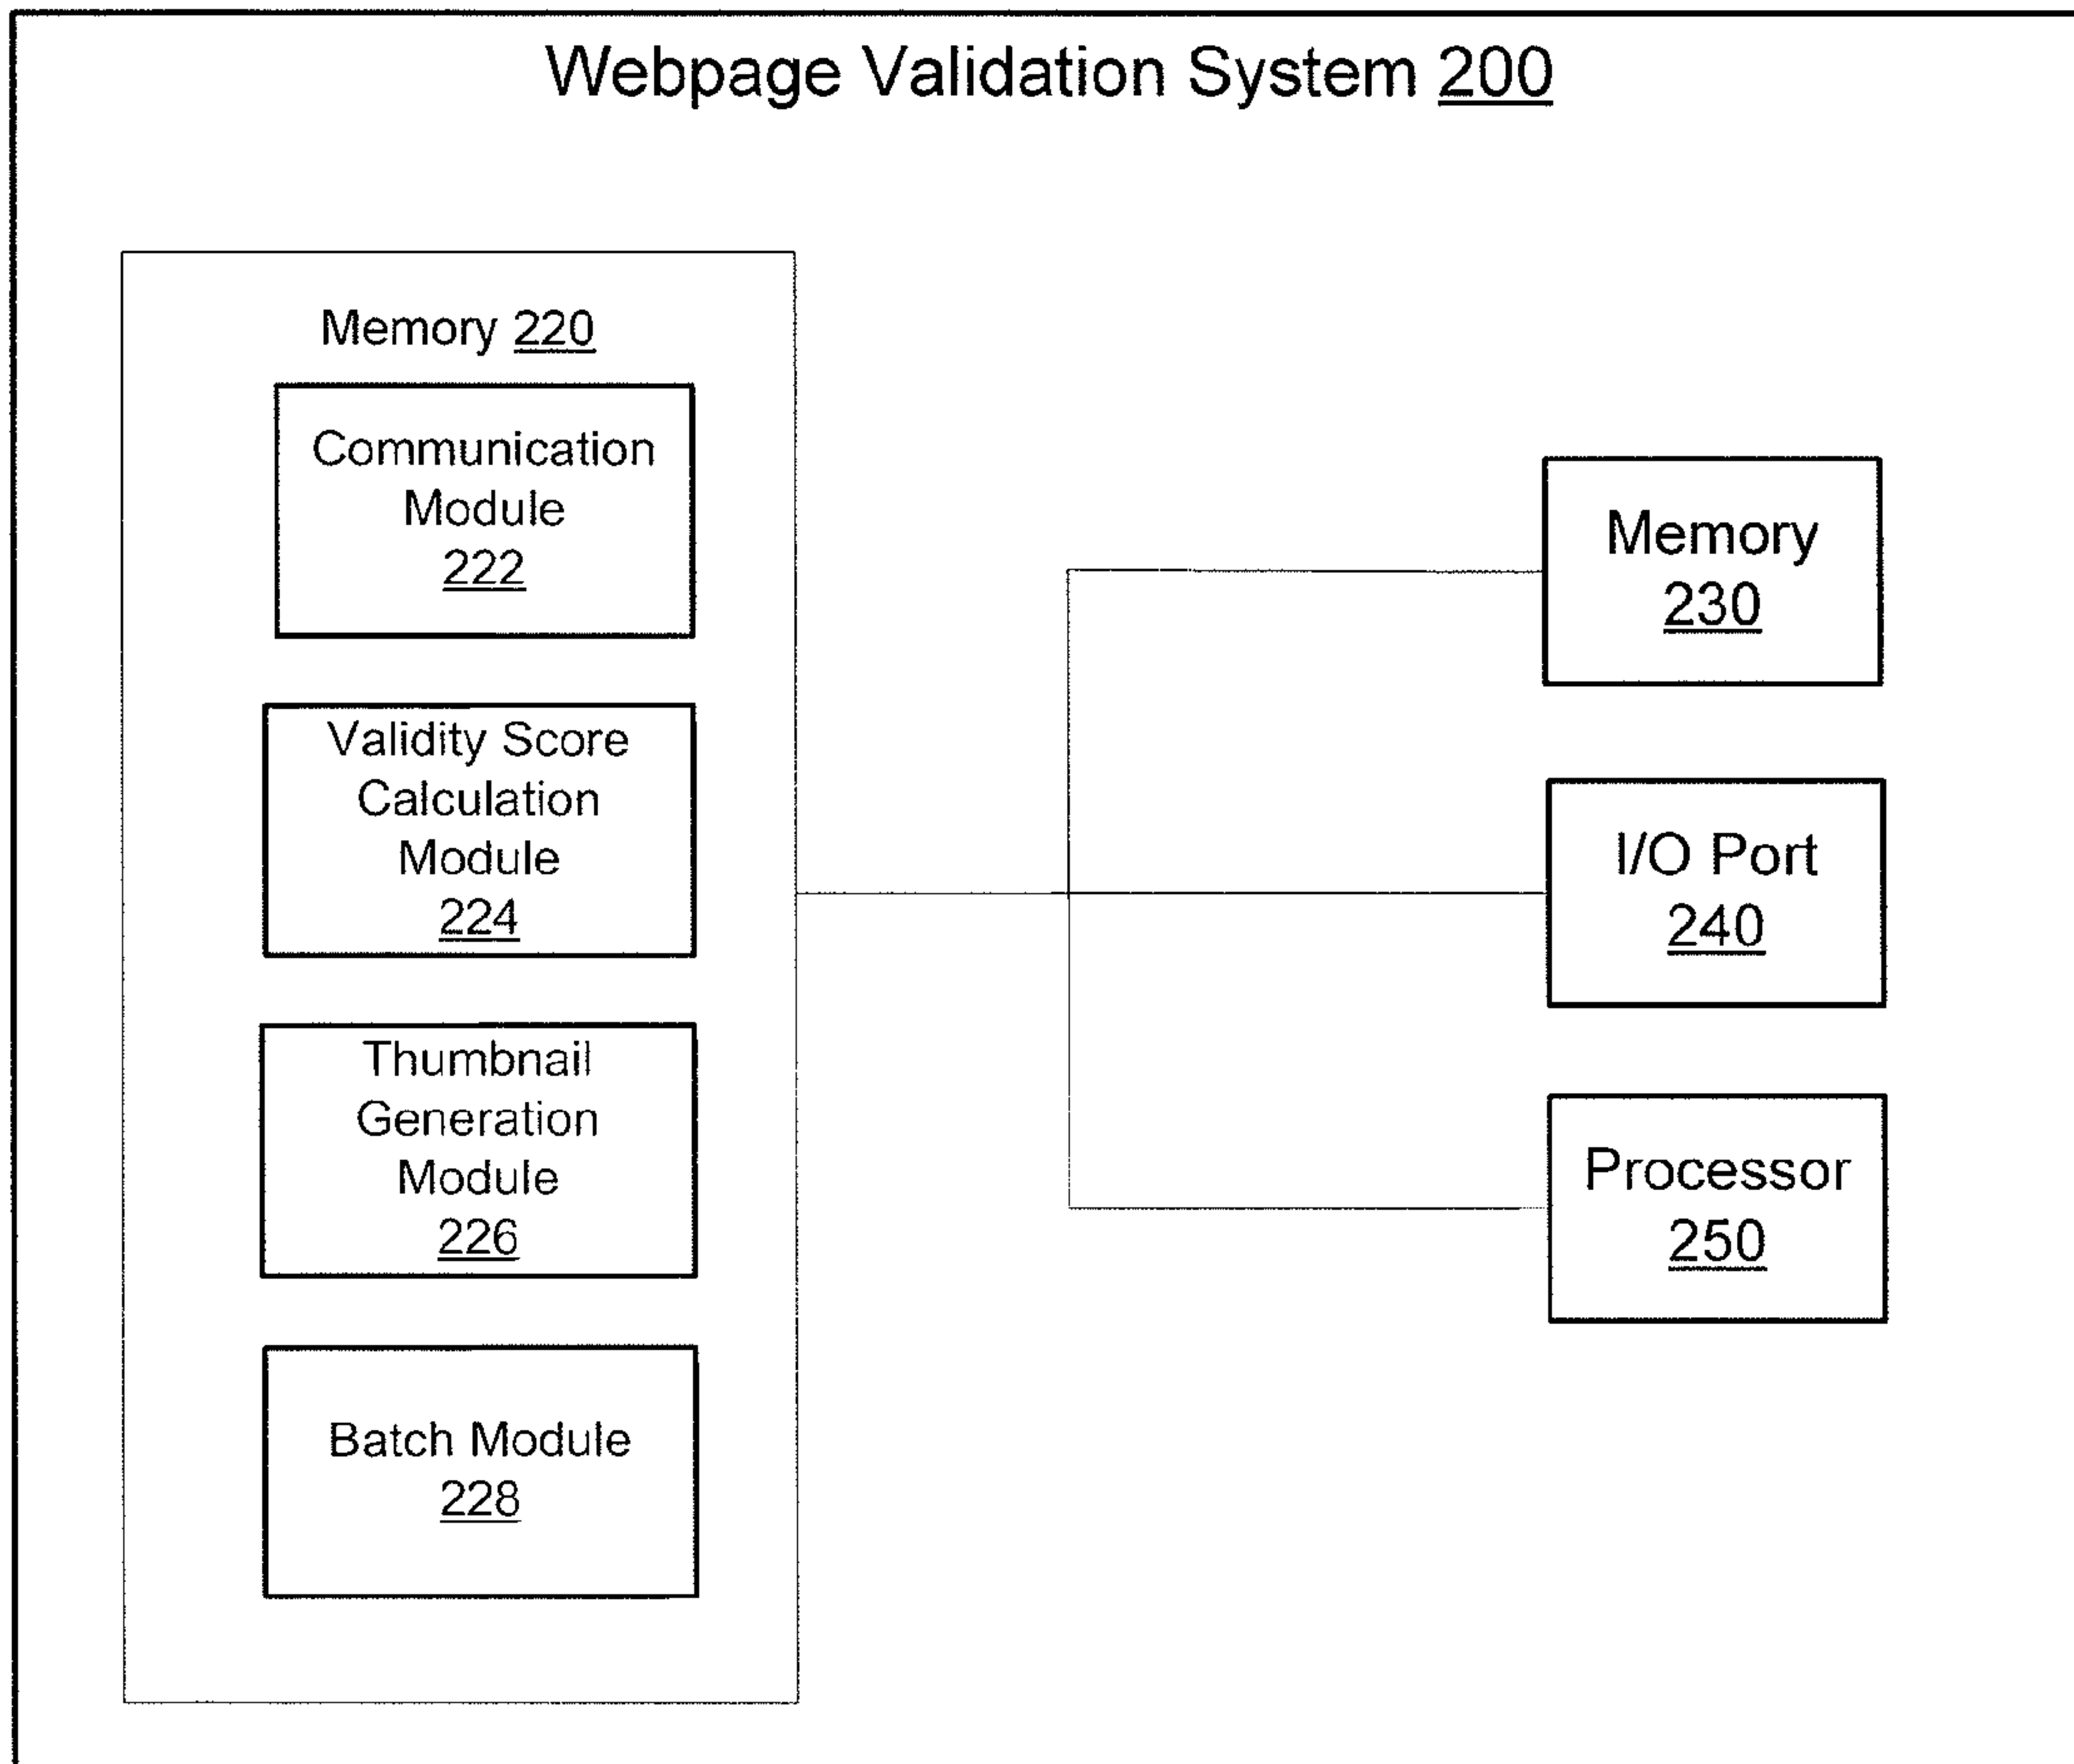 Webpage Validation System 200
Memory 220
Communication
Module
222
Validity Score
Calculation
Module
224
Thumbnail
Generation
Module
226
Batch Module
228
Memory
230
I/O Port
240
Processor
250